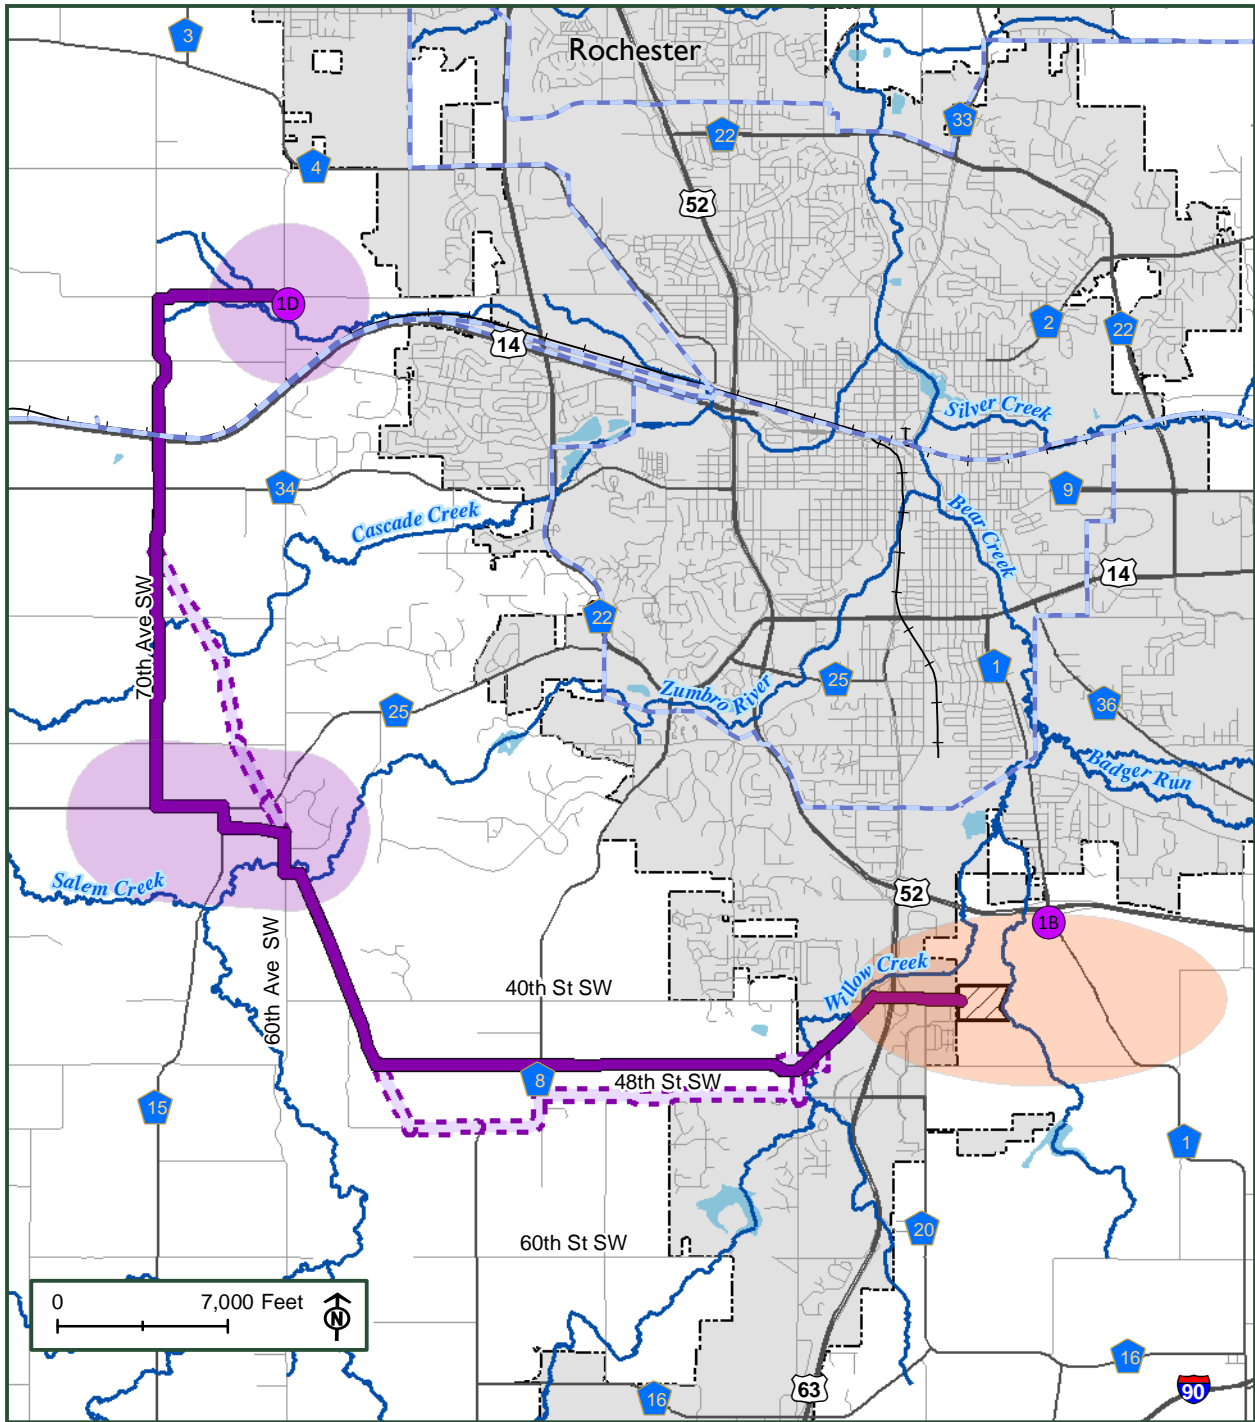 3
Rochester
33
22
4
52
1D
2
22
14
Silver Creek
34
9
Cascade Creek
Bear Creek
14
70th Ave SW
22
1
25
Zumbro River
36
25
Badger Run
Salem Creek
52
1B
60th Ave SW
Willow Creek
40th St SW
8
48th St SW
15
1
20
60th St SW
0 7,000 Feet
N
16
63
16
90